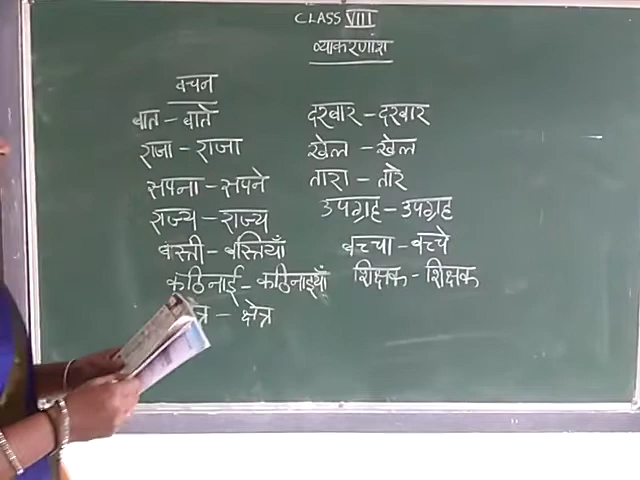 CLASS VIII
व्याकरणांश
वचन
बात – बाते
राजा – राजा
सपना – सपने
राज्य – राज्य
बस्ती – बस्तियाँ
कठिनाई – कठिनाइयाँ
– क्षेत्र
दरबार – दरबार
खेल – खेल
तारा – तारे
उपग्रह – उपग्रह
बच्चा – बच्चे
शिक्षक – शिक्षक